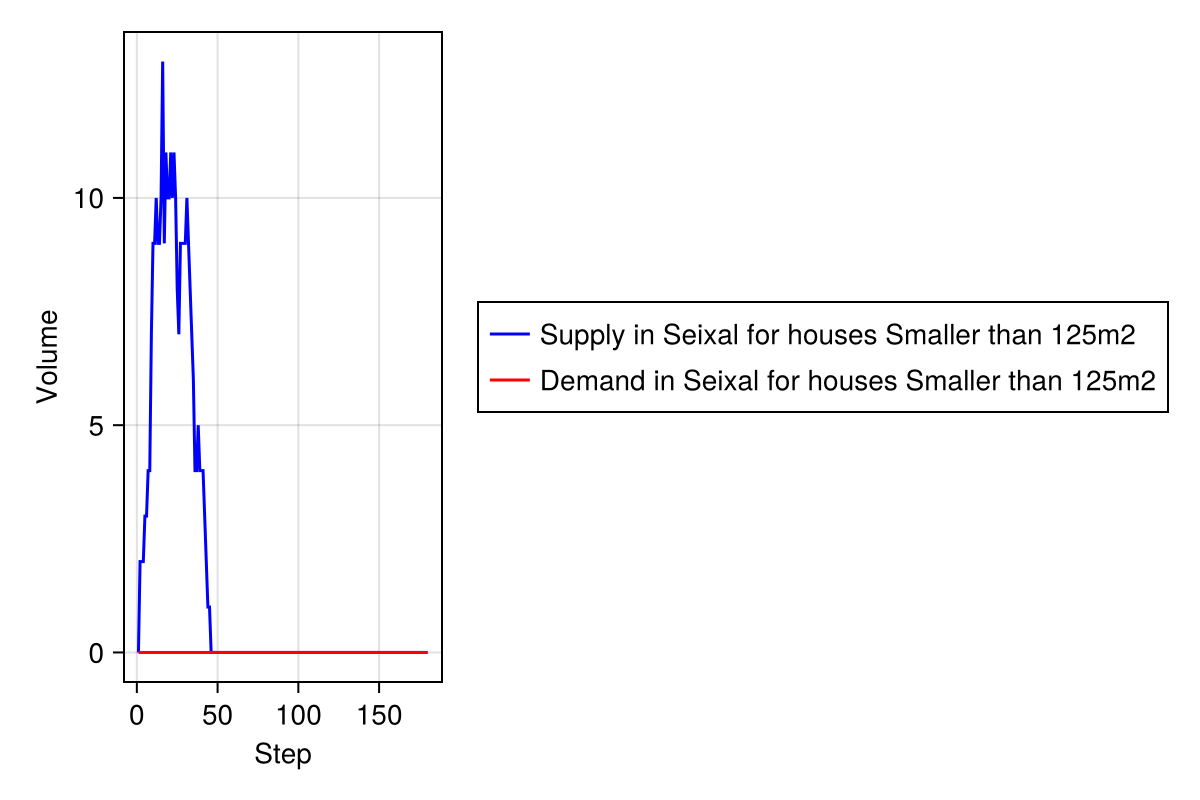 Volume
10
5
0
0 50 100 150
Step
Supply in Seixal for houses Smaller than 125m2
Demand in Seixal for houses Smaller than 125m2